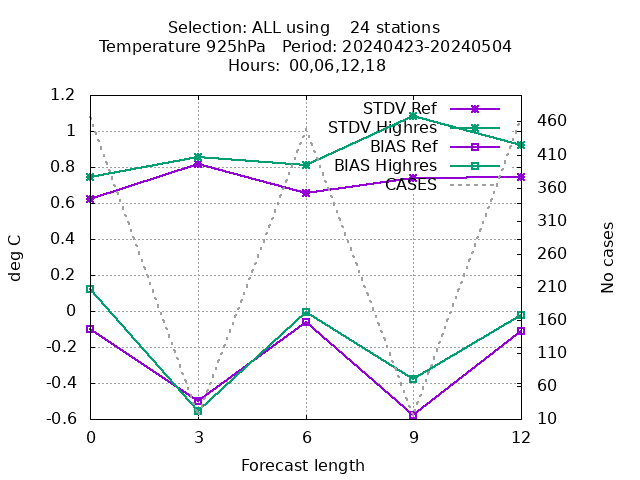 Selection: ALL using    24 stations
Temperature 925hPa   Period: 20240423-20240504
Hours:  00,06,12,18
STDV Ref
STDV Highres
BIAS Ref
BIAS Highres
CASES
1.2
1
0.8
0.6
0.4
0.2
0
-0.2
-0.4
-0.6
deg C
460
410
360
310
260
210
160
110
60
10
No cases
0 3 6 9 12
Forecast length